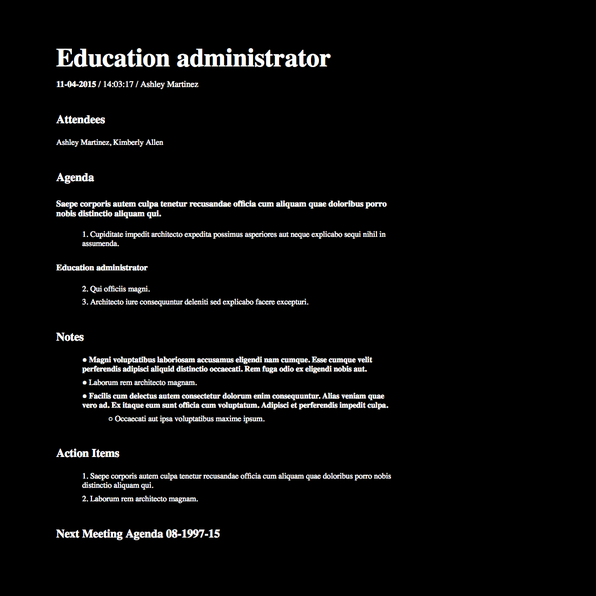 Education administrator
11-04-2015 / 14:03:17 / Ashley Martinez
Attendees
Ashley Martinez, Kimberly Allen
Agenda
Saepe corporis autem culpa tenetur recusandae officia cum aliquam quae doloribus porro
nobis distinctio aliquam qui.
1. Cupiditate impedit architecto expedita possimus asperiores aut neque explicabo sequi nihil in
assumenda.
Education administrator
2. Qui officiis magni.
3. Architecto iure consequuntur deleniti sed explicabo facere excepturi.
Notes
● Magni voluptatibus laboriosam accusamus eligendi nam cumque. Esse cumque velit
perferendis adipisci aliquid distinctio occaecati. Rem fuga odio ex eligendi nobis aut.
● Laborum rem architecto magnam.
● Facilis cum delectus autem consectetur dolorum enim consequuntur. Alias veniam quae
vero ad. Ex itaque eum sunt officia cum voluptatum. Adipisci et perferendis impedit culpa.
○ Occaecati aut ipsa voluptatibus maxime ipsum.
Action Items
1. Saepe corporis autem culpa tenetur recusandae officia cum aliquam quae doloribus porro nobis
distinctio aliquam qui.
2. Laborum rem architecto magnam.
Next Meeting Agenda 08-1997-15